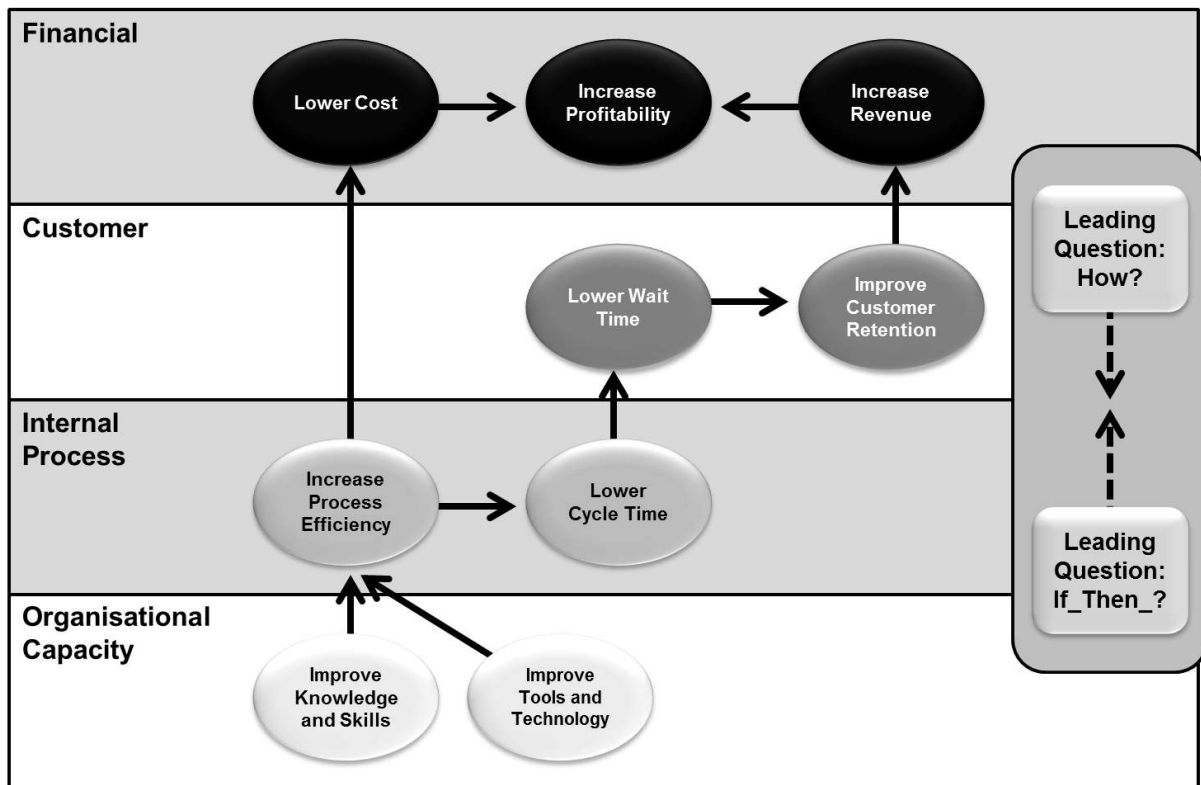 Financial
Lower Cost
Increase
Profitability
Increase
Revenue
Customer
Lower Wait
Time
Improve
Customer
Retention
Leading
Question:
How?
Internal
Process
Increase
Process
Efficiency
Lower
Cycle Time
Leading
Question:
If_Then_?
Organisational
Capacity
Improve
Knowledge
and Skills
Improve
Tools and
Technology